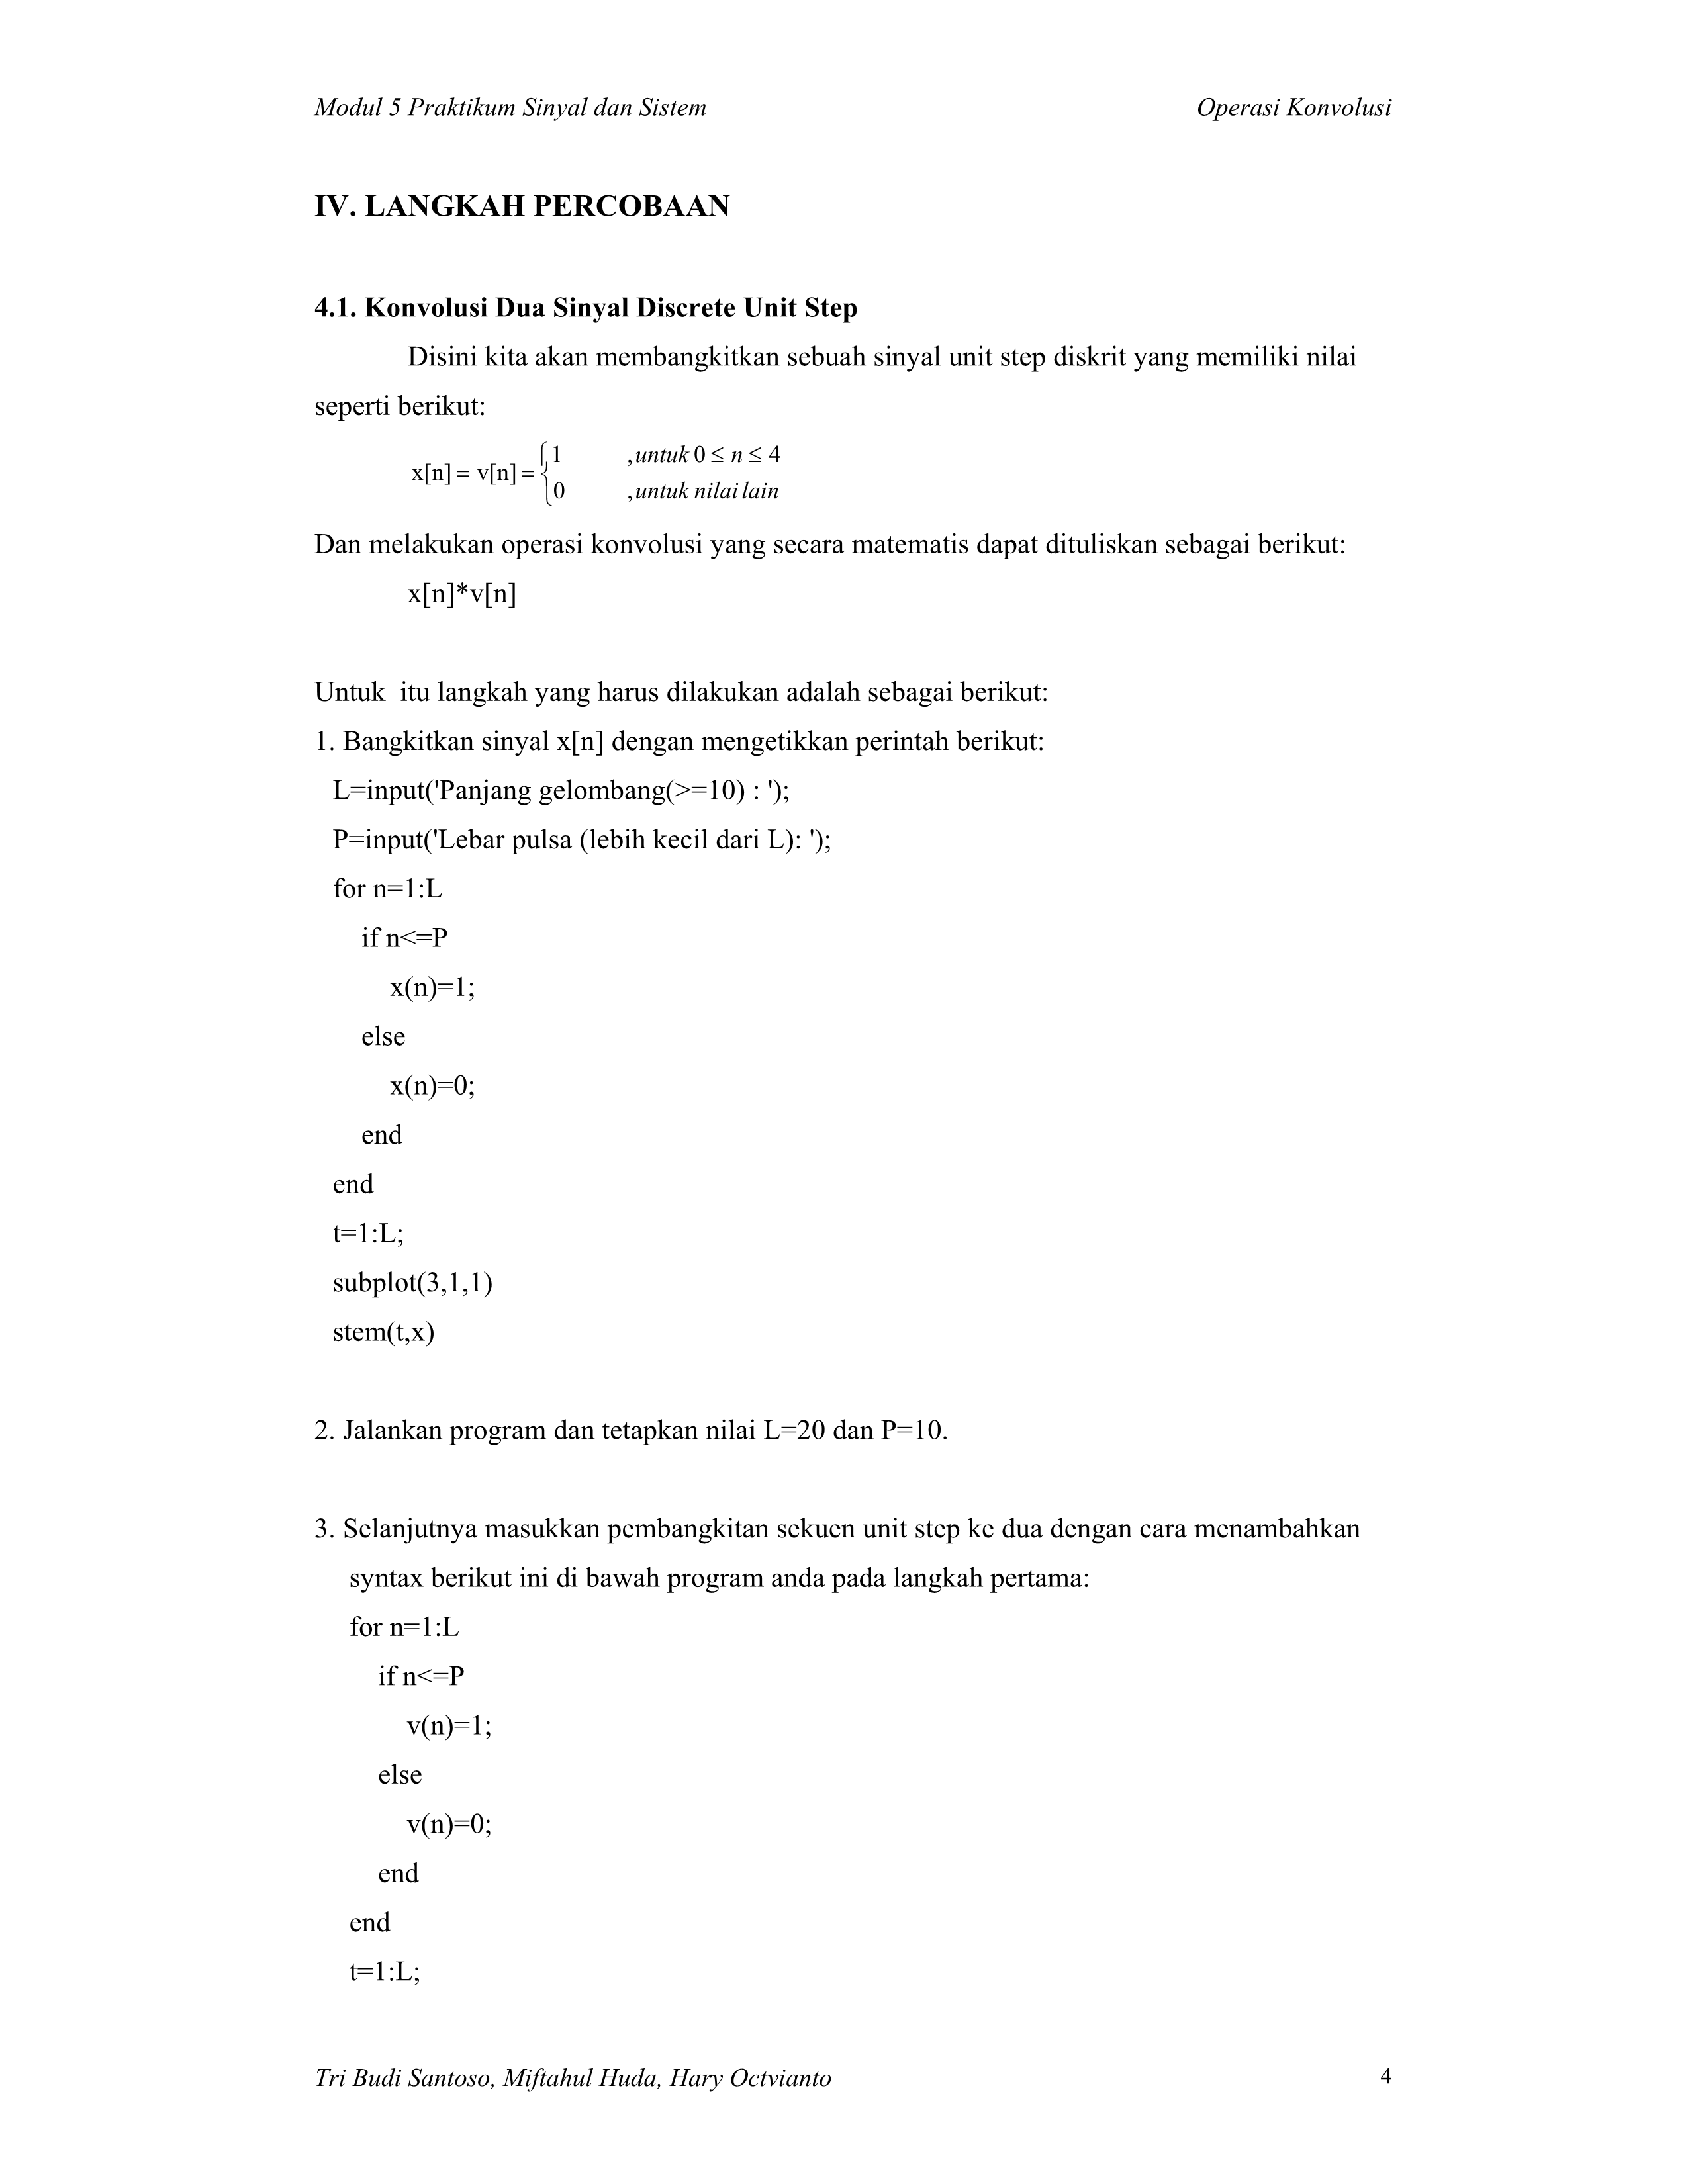 Modul 5 Praktikum Sinyal dan Sistem Operasi Konvolusi
IV. LANGKAH PERCOBAAN
4.1. Konvolusi Dua Sinyal Discrete Unit Step
Disini kita akan membangkitkan sebuah sinyal unit step diskrit yang memiliki nilai
seperti berikut:
x[n] = v[n] = { 1 , untuk 0 ≤ n ≤ 4
0 , untuk nilai lain
Dan melakukan operasi konvolusi yang secara matematis dapat dituliskan sebagai berikut:
x[n]*v[n]
Untuk itu langkah yang harus dilakukan adalah sebagai berikut:
1. Bangkitkan sinyal x[n] dengan mengetikkan perintah berikut:
L=input('Panjang gelombang(>=10) : ');
P=input('Lebar pulsa (lebih kecil dari L): ');
for n=1:L
if n<=P
x(n)=1;
else
x(n)=0;
end
end
t=1:L;
subplot(3,1,1)
stem(t,x)
2. Jalankan program dan tetapkan nilai L=20 dan P=10.
3. Selanjutnya masukkan pembangkitan sekuen unit step ke dua dengan cara menambahkan
syntax berikut ini di bawah program anda pada langkah pertama:
for n=1:L
if n<=P
v(n)=1;
else
v(n)=0;
end
end
t=1:L;
Tri Budi Santoso, Miftahul Huda, Hary Octvianto 4